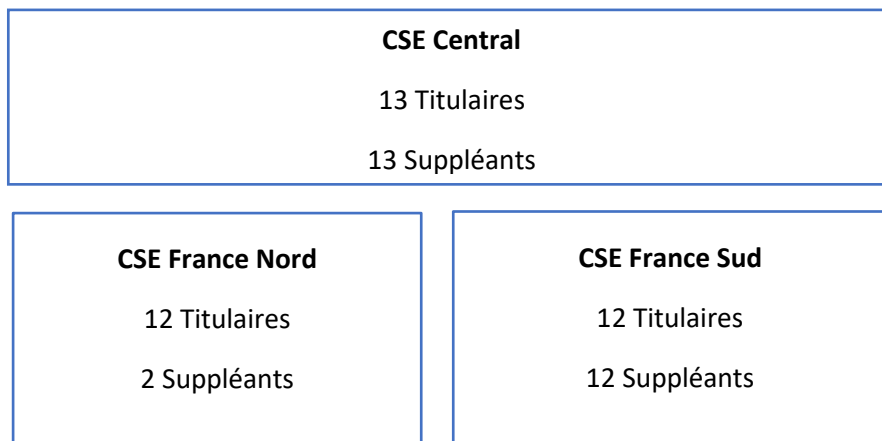 CSE Central
13 Titulaires
13 Suppléants
CSE France Nord
12 Titulaires
2 Suppléants
CSE France Sud
12 Titulaires
12 Suppléants